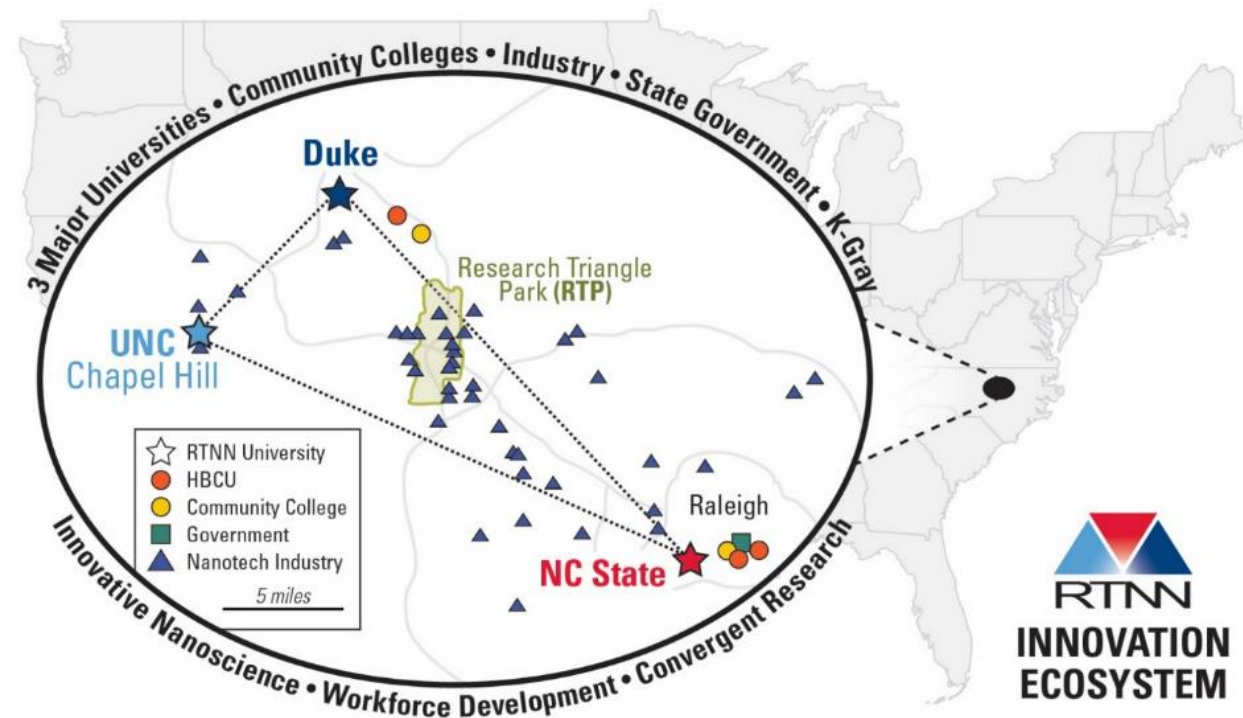 3 Major Universities • Community Colleges • Industry • State Government • K-Gray
Duke
Research Triangle
Park (RTP)
UNC
Chapel Hill
RTNN University
HBCU
Community College
Government
Nanotech Industry
5 miles
Raleigh
NC State
Innovative Nanoscience • Workforce Development • Convergent Research
RTNN
INNOVATION
ECOSYSTEM